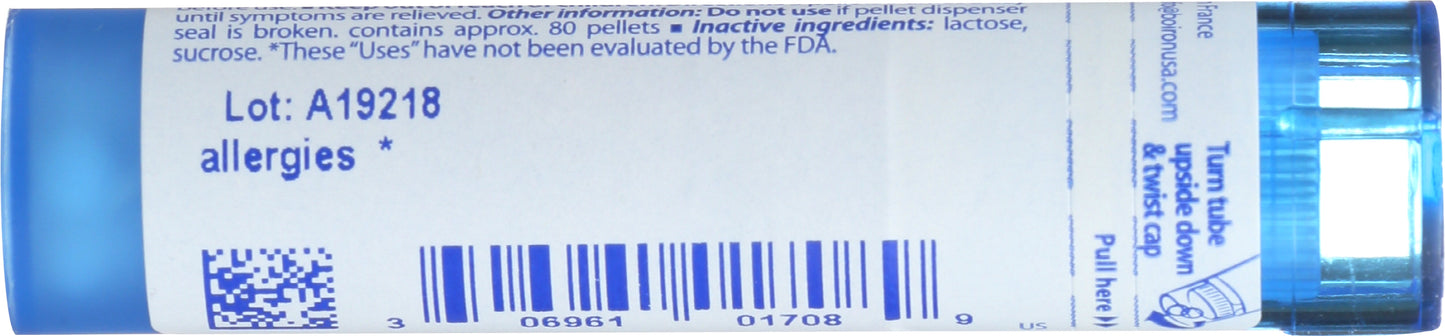 until symptoms are relieved. Other information: Do not use if pellet dispenser
seal is broken. contains approx. 80 pellets ■ Inactive ingredients: lactose,
sucrose. *These “Uses” have not been evaluated by the FDA.
Lot: A19218
allergies *
3 06961 01708 9
US
France
@boironusa.com
Turn tube
upside down
& twist cap
Pull here